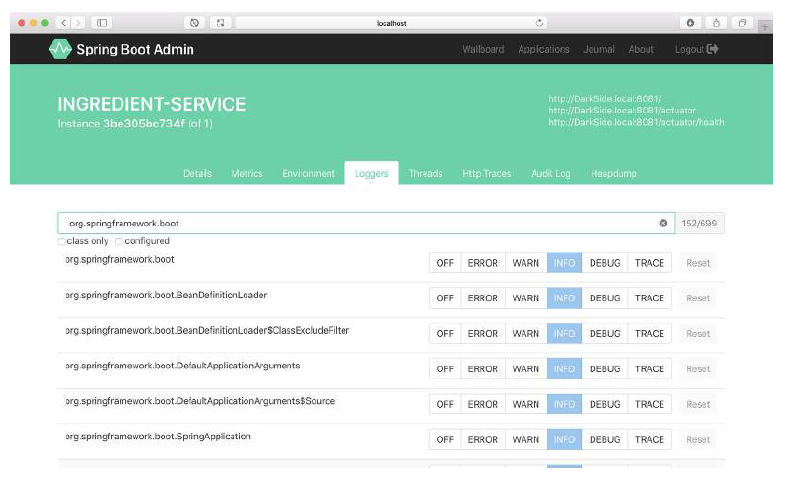 localhost
Spring Boot Admin
Wallboard Applications Journal About Logout
INGREDIENT-SERVICE
Instance 3be305bc734f (of 1)
http://DarkSide.local:8081/
http://DarkSide.local:8081/actuator
http://DarkSide.local:8081/actuator/health
Details Metrics Environment Loggers Threads Http Traces Audit Log Heapdump
org.springframework.boot 152/699
class only configured
org.springframework.boot OFF ERROR WARN INFO DEBUG TRACE Reset
org.springframework.boot.BeanDefinitionLoader OFF ERROR WARN INFO DEBUG TRACE Reset
org.springframework.boot.BeanDefinitionLoader$ClassExcludeFilter OFF ERROR WARN INFO DEBUG TRACE Reset
org.springframework.boot.DefaultApplicationArguments OFF ERROR WARN INFO DEBUG TRACE Reset
org.springframework.boot.DefaultApplicationArguments$Source OFF ERROR WARN INFO DEBUG TRACE Reset
org.springframework.boot.SpringApplication OFF ERROR WARN INFO DEBUG TRACE Reset